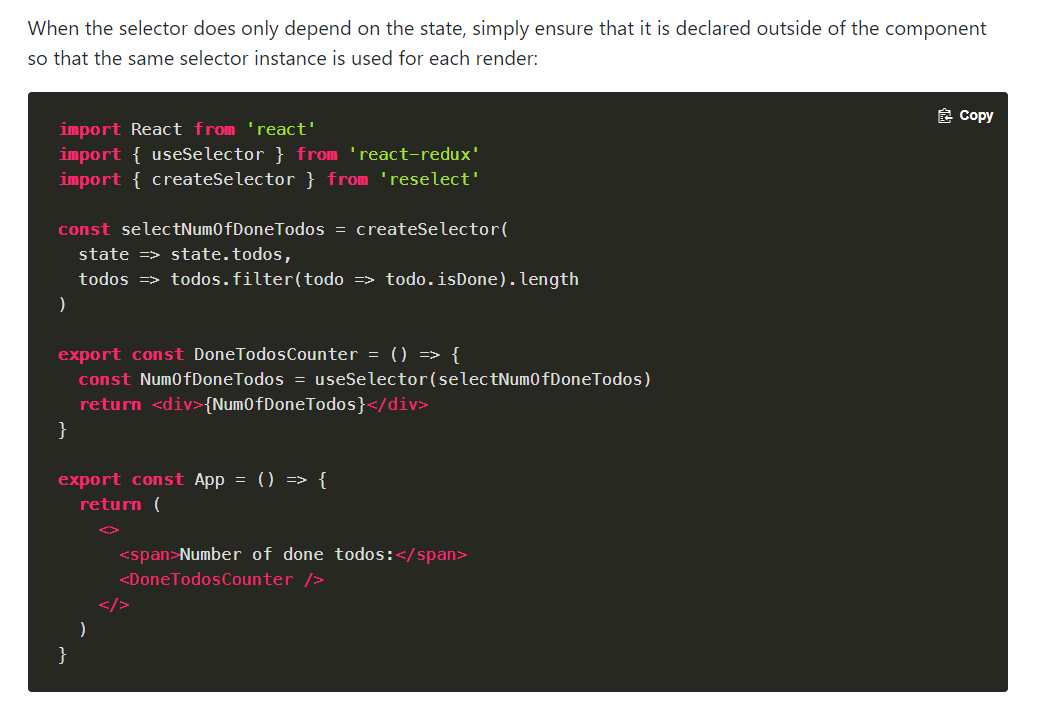 When the selector does only depend on the state, simply ensure that it is declared outside of the component
so that the same selector instance is used for each render:
Copy
import React from 'react'
import { useSelector } from 'react-redux'
import { createSelector } from 'reselect'

const selectNumOfDoneTodos = createSelector(
  state => state.todos,
  todos => todos.filter(todo => todo.isDone).length
)

export const DoneTodosCounter = () => {
  const NumOfDoneTodos = useSelector(selectNumOfDoneTodos)
  return <div>{NumOfDoneTodos}</div>
}

export const App = () => {
  return (
    <>
      <span>Number of done todos:</span>
      <DoneTodosCounter />
    </>
  )
}